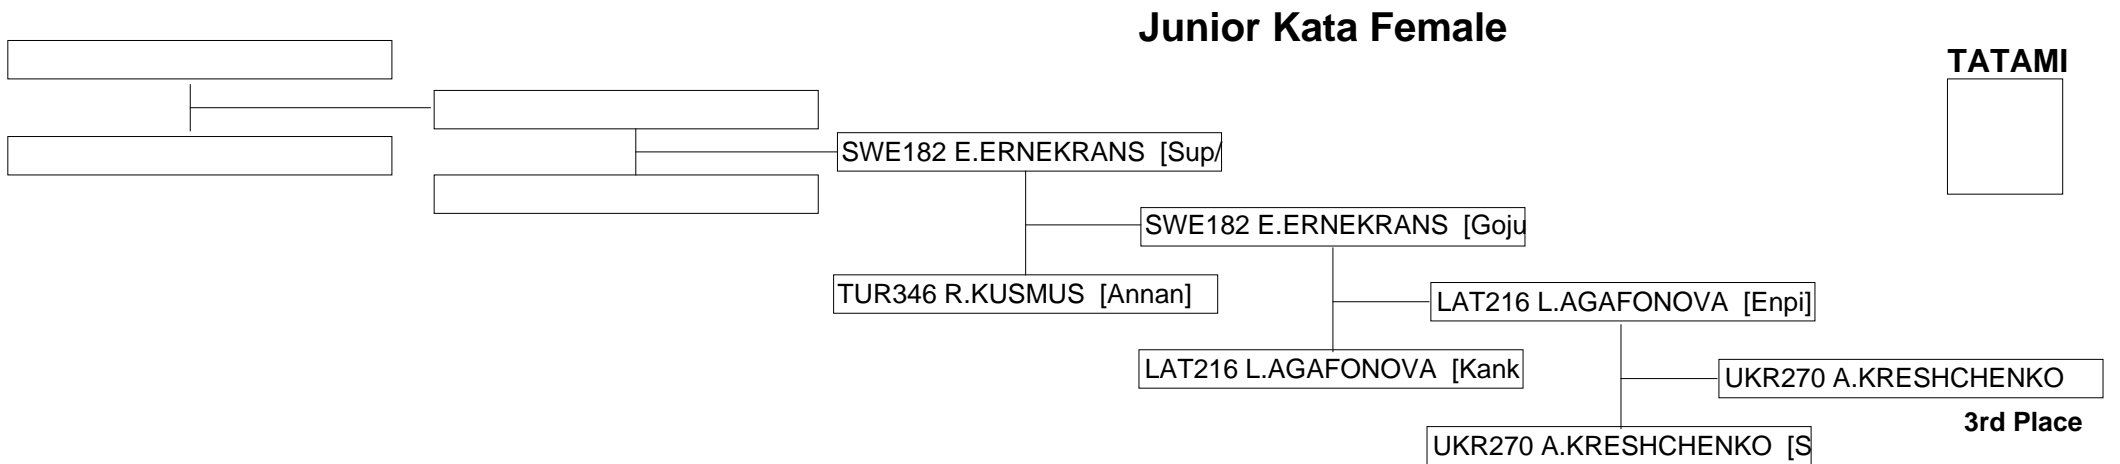 Junior Kata Female
TATAMI
SWE182 E.ERNEKRANS [Sup/
SWE182 E.ERNEKRANS [Goju
TUR346 R.KUSMUS [Annan]
LAT216 L.AGAFONOVA [Enpi]
LAT216 L.AGAFONOVA [Kank
UKR270 A.KRESHCHENKO
3rd Place
UKR270 A.KRESHCHENKO [S